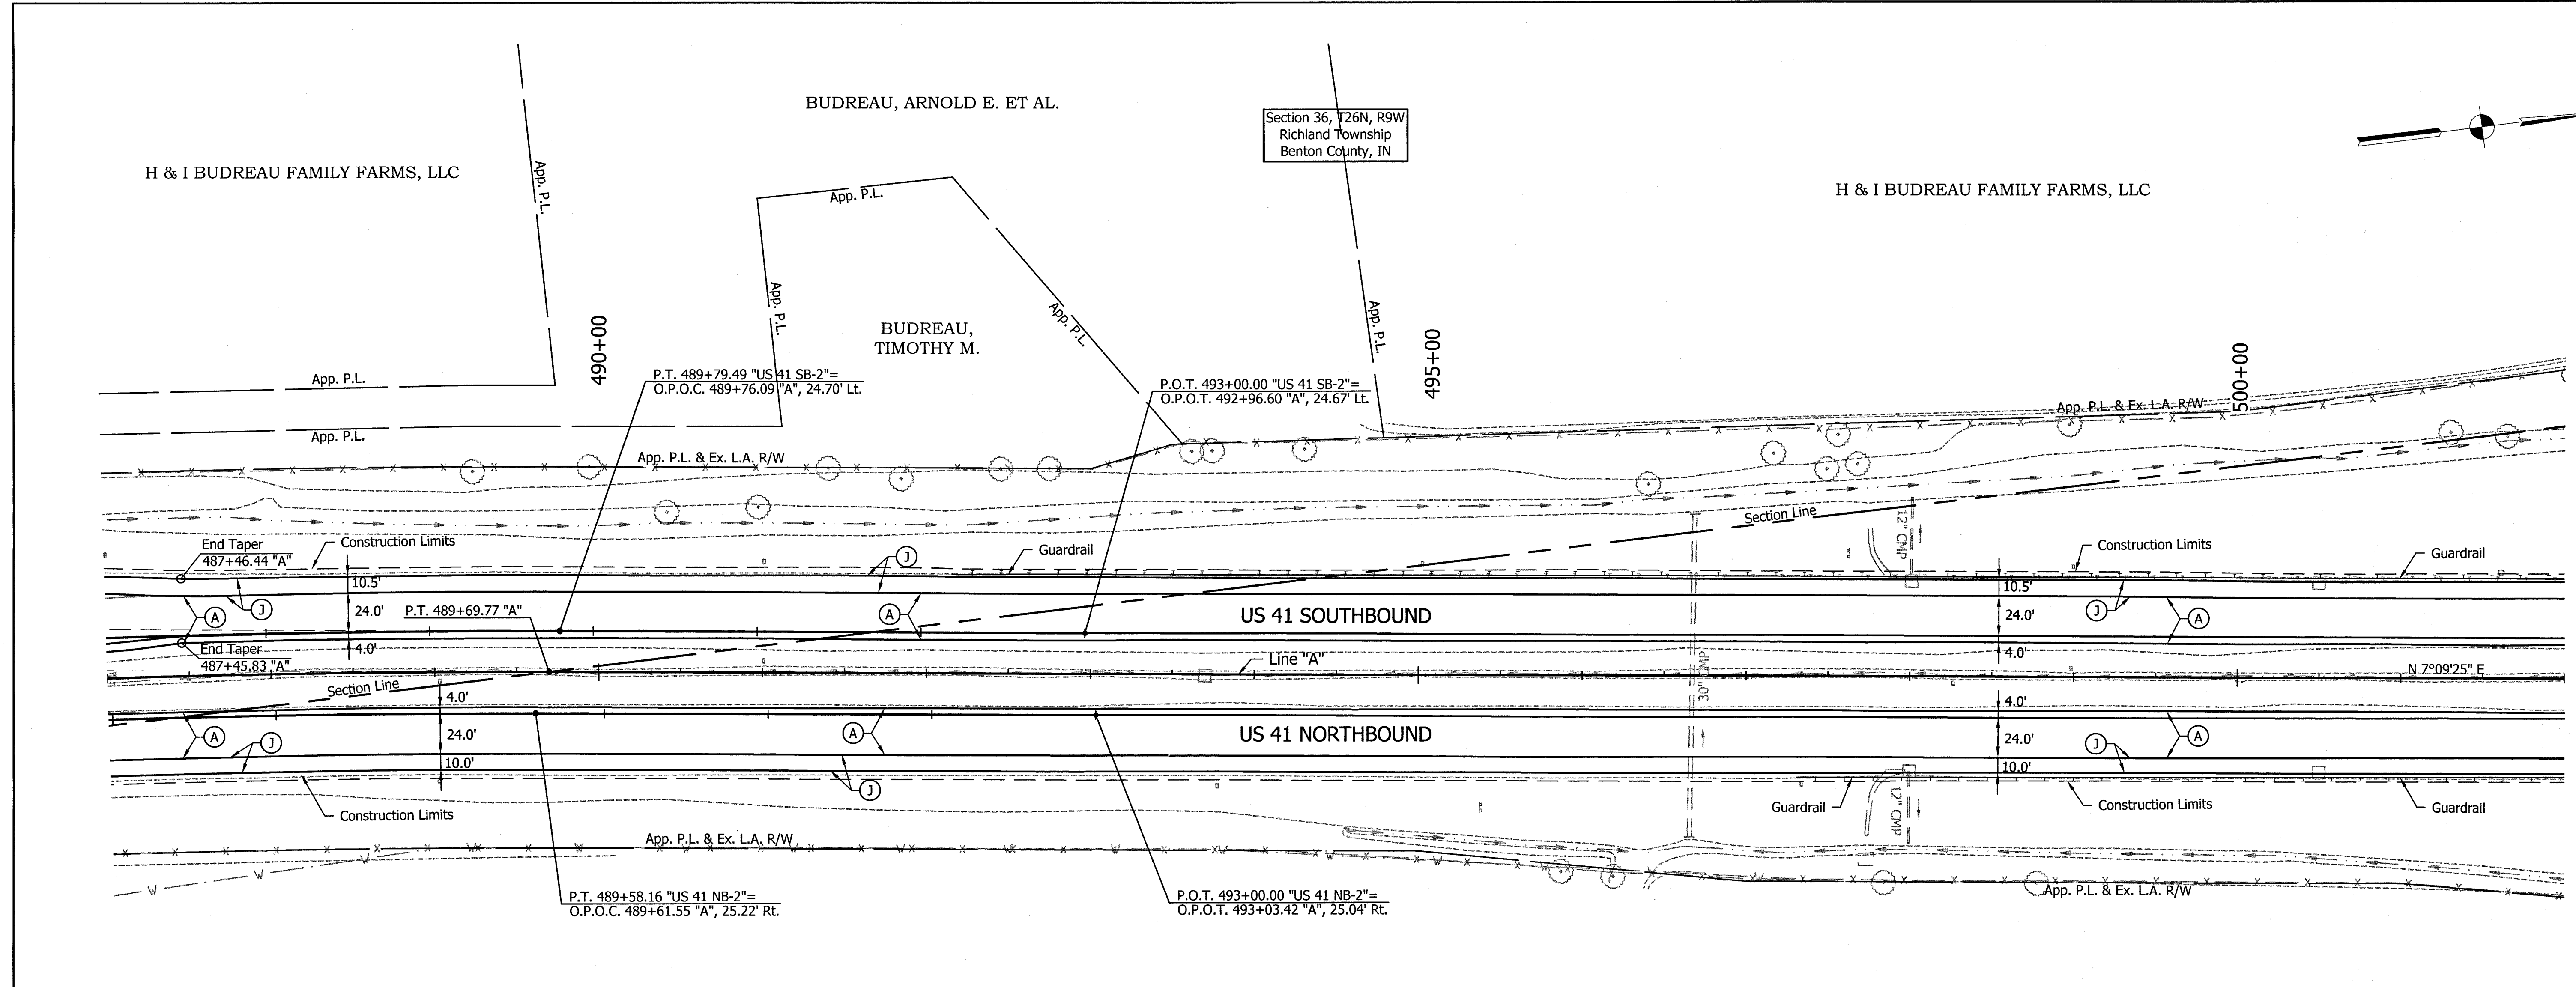 BUDREAU, ARNOLD E. ET AL.
Section 36, T26N, R9W
Richland Township
Benton County, IN
H & I BUDREAU FAMILY FARMS, LLC
H & I BUDREAU FAMILY FARMS, LLC
App. P.L.
App. P.L.
App. P.L.
App. P.L.
App. P.L.
BUDREAU,
TIMOTHY M.
490+00
495+00
500+00
App. P.L.
App. P.L.
P.T. 489+79.49 "US 41 SB-2"=
O.P.O.C. 489+76.09 "A", 24.70' Lt.
P.O.T. 493+00.00 "US 41 SB-2"=
O.P.O.T. 492+96.60 "A", 24.67' Lt.
App. P.L. & Ex. L.A. R/W
App. P.L. & Ex. L.A. R/W
Section Line
12" CMP
End Taper
487+46.44 "A"
Construction Limits
J
Guardrail
Construction Limits
Guardrail
10.5'
10.5'
24.0'
J
A
P.T. 489+69.77 "A"
A
US 41 SOUTHBOUND
24.0'
J
A
End Taper
487+45.83 "A"
4.0'
4.0'
Line "A"
30" CMP
N 7°09'25" E
Section Line
4.0'
4.0'
A
J
24.0'
A
US 41 NORTHBOUND
24.0'
J
A
10.0'
10.0'
J
Construction Limits
Guardrail
12" CMP
Construction Limits
Guardrail
App. P.L. & Ex. L.A. R/W
App. P.L. & Ex. L.A. R/W
P.T. 489+58.16 "US 41 NB-2"=
O.P.O.C. 489+61.55 "A", 25.22' Rt.
P.O.T. 493+00.00 "US 41 NB-2"=
O.P.O.T. 493+03.42 "A", 25.04' Rt.